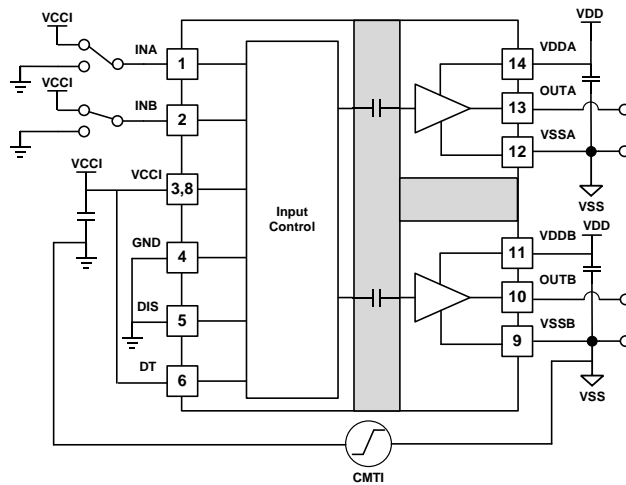 VCCI
INA
1
VCCI
INB
2
VCCI
VCCI
3,8
GND
4
DIS
5
DT
6
Input
Control
VDD
VDDA
14
OUTA
13
VSSA
12
VSS
VDD
VDDB
11
OUTB
10
VSSB
9
VSS
CMTI